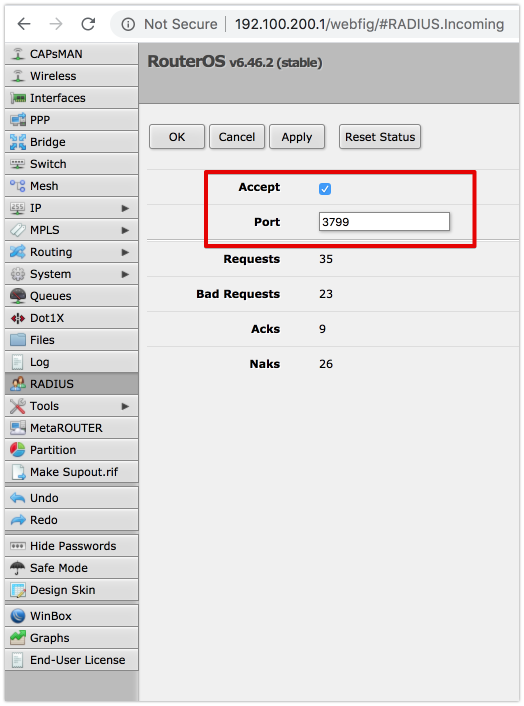 Not Secure | 192.100.200.1/webfig/#RADIUS.Incoming
CAPsMAN
Wireless
Interfaces
PPP
Bridge
Switch
Mesh
IP
MPLS
Routing
System
Queues
Dot1X
Files
Log
RADIUS
Tools
MetaROUTER
Partition
Make Supout.rif
Undo
Redo
Hide Passwords
Safe Mode
Design Skin
WinBox
Graphs
End-User License
RouterOS v6.46.2 (stable)
OK Cancel Apply Reset Status
Accept
Port 3799
Requests 35
Bad Requests 23
Acks 9
Naks 26